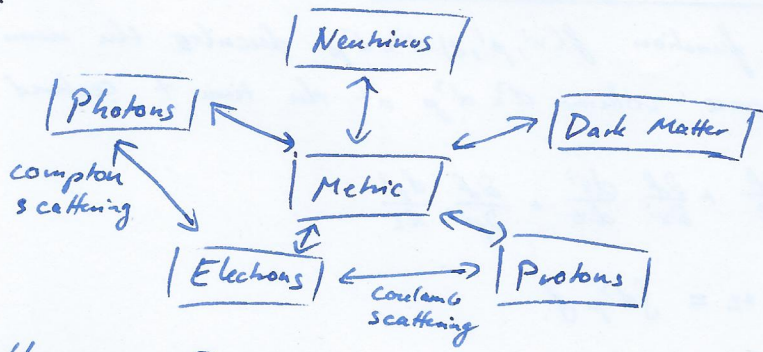 Neutrinos
Photons
Dark Matter
compton
scattering
Metric
Electrons
Protons
coulomb
scattering